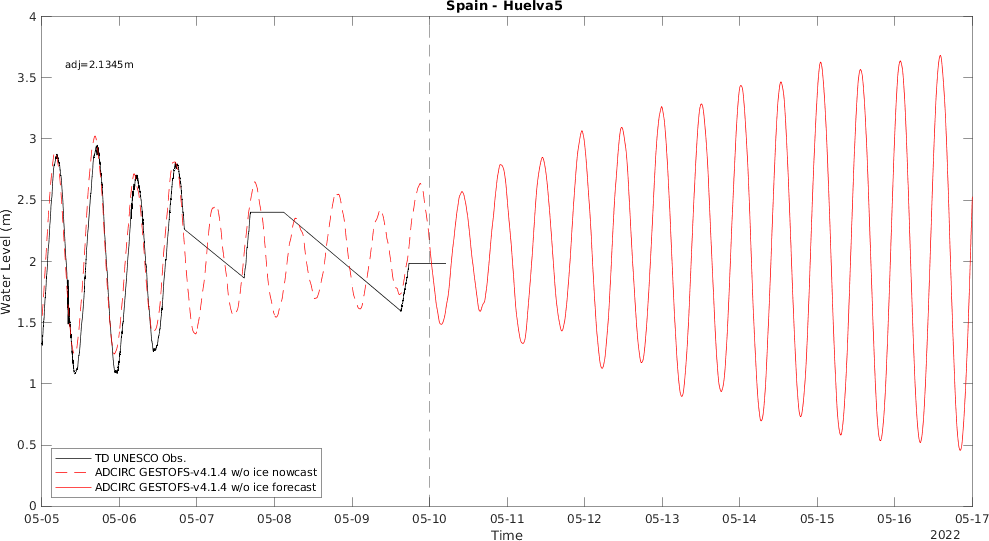 Spain - Huelva5
adj=2.1345m
Water Level (m)
4
3.5
3
2.5
2
1.5
1
0.5
0
TD UNESCO Obs.
ADCIRC GESTOFS-v4.1.4 w/o ice nowcast
ADCIRC GESTOFS-v4.1.4 w/o ice forecast
05-05 05-06 05-07 05-08 05-09 05-10 05-11 05-12 05-13 05-14 05-15 05-16 05-17
Time
2022